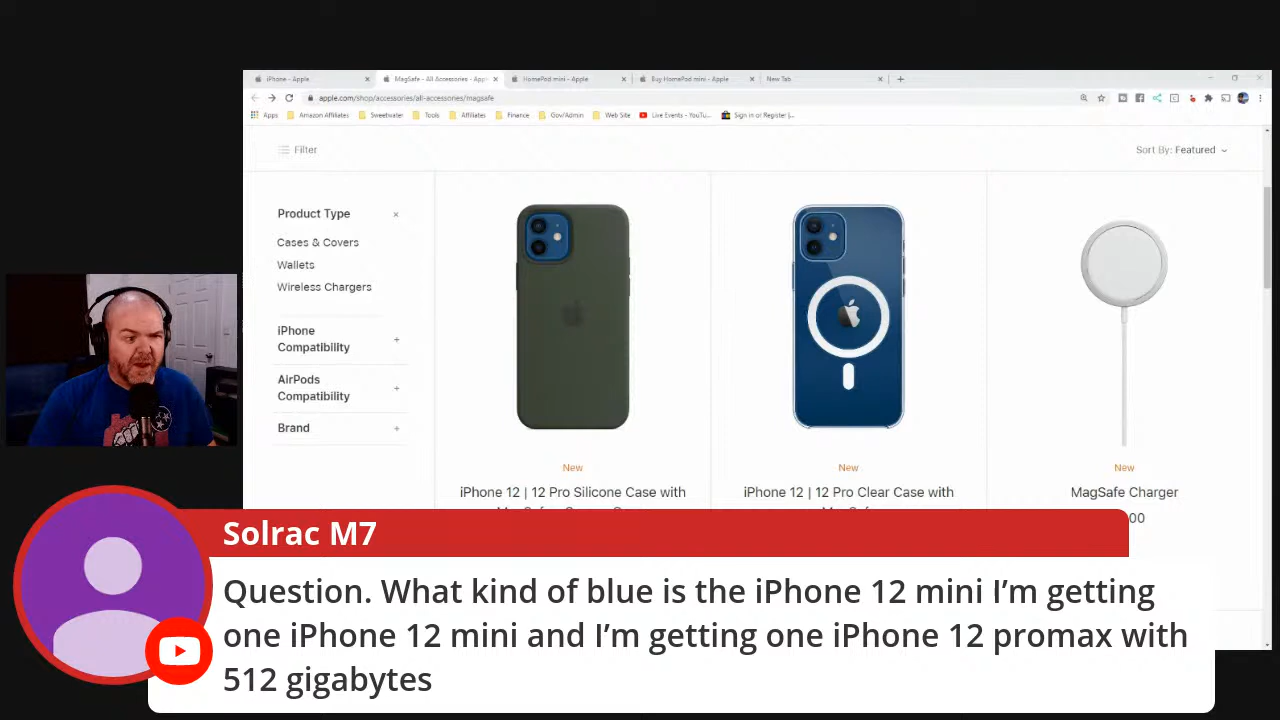 iPhone - Apple
MagSafe - All Accessories - Appl
HomePod mini - Apple
Buy HomePod mini - Apple
New Tab
apple.com/shop/accessories/all-accessories/magsafe
Apps
Amazon Affiliates
Sweetwater
Tools
Affiliates
Finance
Gov/Admin
Web Site
Live Events - YouTu...
Sign in or Register |...
Filter
Sort By: Featured
Product Type
Cases & Covers
Wallets
Wireless Chargers
iPhone
Compatibility
AirPods
Compatibility
Brand
New
iPhone 12 | 12 Pro Silicone Case with
New
iPhone 12 | 12 Pro Clear Case with
New
MagSafe Charger
00
Solrac M7
Question. What kind of blue is the iPhone 12 mini I’m getting
one iPhone 12 mini and I’m getting one iPhone 12 promax with
512 gigabytes